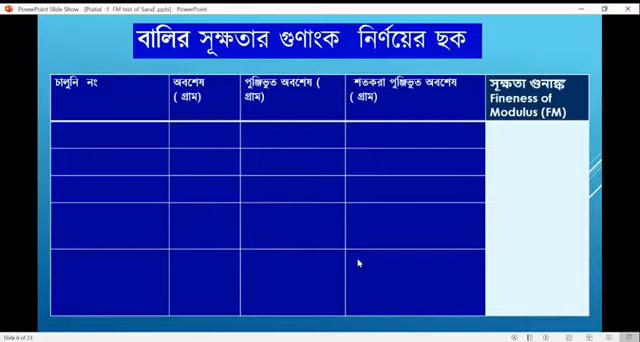 PowerPoint Slide Show - [Pratial -1 FM test of Sand .ppts] - PowerPoint
বালির সূক্ষতার গুণাংক নির্ণয়ের ছক
চালুনি নং
অবশেষ
( গ্রাম)
পুঞ্জিভুত অবশেষ (
গ্রাম)
শতকরা পুঞ্জিভুত অবশেষ
( গ্রাম)
সূক্ষতা গুনাঙ্ক
Fineness of
Modulus (FM)
Slide 6 of 23